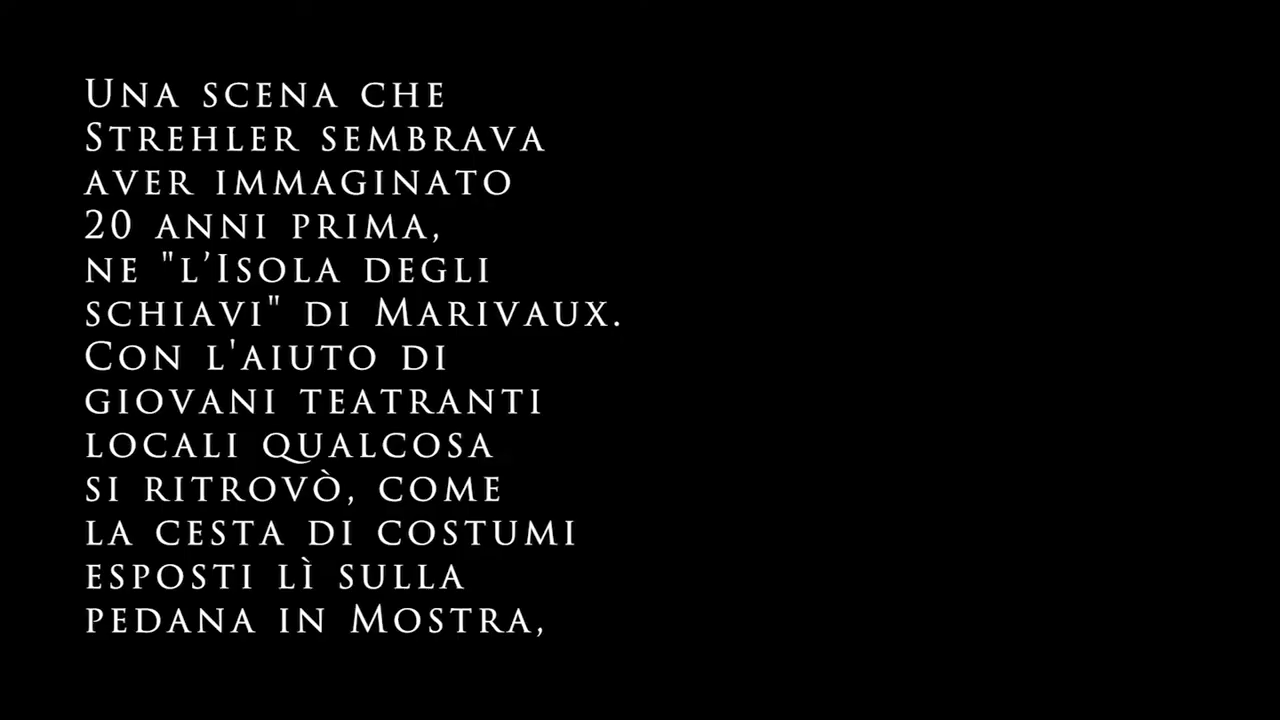 Una scena che
Strehler sembrava
aver immaginato
20 anni prima,
ne "l’Isola degli
schiavi" di Marivaux.
Con l'aiuto di
giovani teatranti
locali qualcosa
si ritrovò, come
la cesta di costumi
esposti lì sulla
pedana in Mostra,